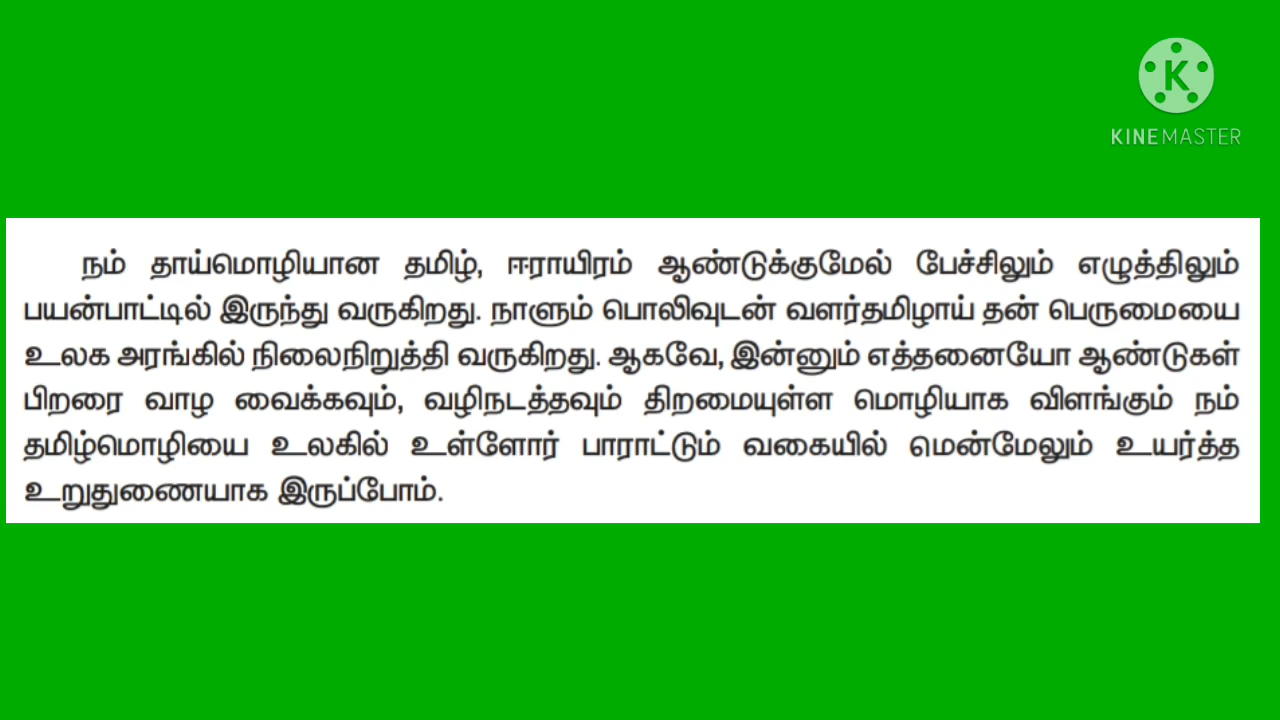 KINEMASTER
நம் தாய்மொழியான தமிழ், ஈராயிரம் ஆண்டுக்குமேல் பேச்சிலும் எழுத்திலும்
பயன்பாட்டில் இருந்து வருகிறது. நாளும் பொலிவுடன் வளர்தமிழாய் தன் பெருமையை
உலக அரங்கில் நிலைநிறுத்தி வருகிறது. ஆகவே, இன்னும் எத்தனையோ ஆண்டுகள்
பிறரை வாழ வைக்கவும், வழிநடத்தவும் திறமையுள்ள மொழியாக விளங்கும் நம்
தமிழ்மொழியை உலகில் உள்ளோர் பாராட்டும் வகையில் மென்மேலும் உயர்த்த
உறுதுணையாக இருப்போம்.